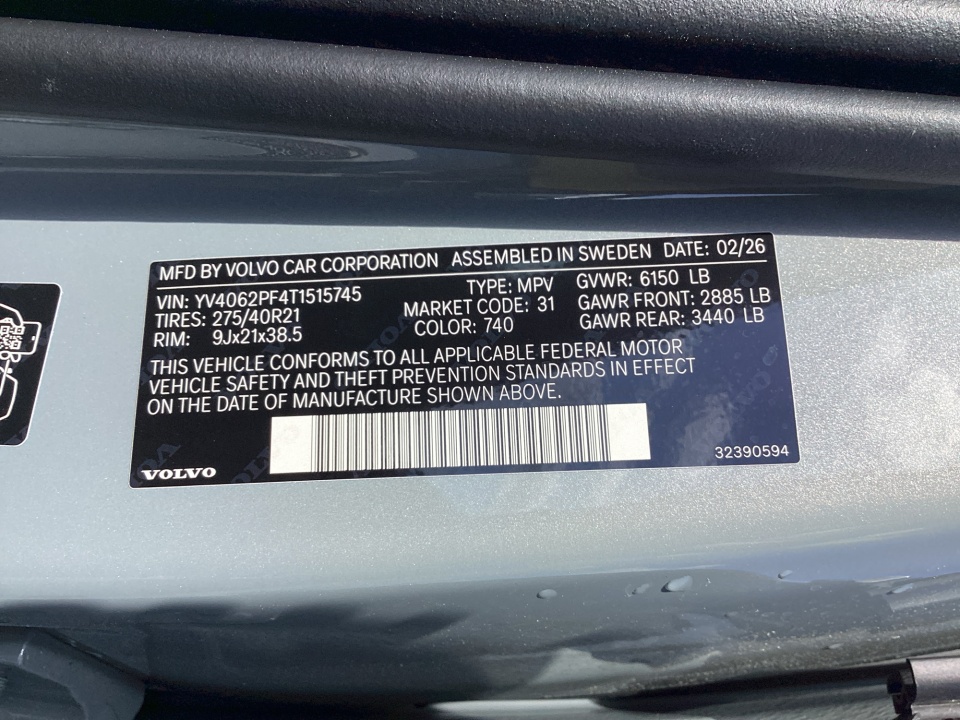 MFD BY VOLVO CAR CORPORATION ASSEMBLED IN SWEDEN DATE: 02/26
VIN: YV4062PF4T1515745 TYPE: MPV GVWR: 6150 LB
TIRES: 275/40R21 MARKET CODE: 31 GAWR FRONT: 2885 LB
RIM: 9Jx21x38.5 COLOR: 740 GAWR REAR: 3440 LB
THIS VEHICLE CONFORMS TO ALL APPLICABLE FEDERAL MOTOR
VEHICLE SAFETY AND THEFT PREVENTION STANDARDS IN EFFECT
ON THE DATE OF MANUFACTURE SHOWN ABOVE.
VOLVO 32390594